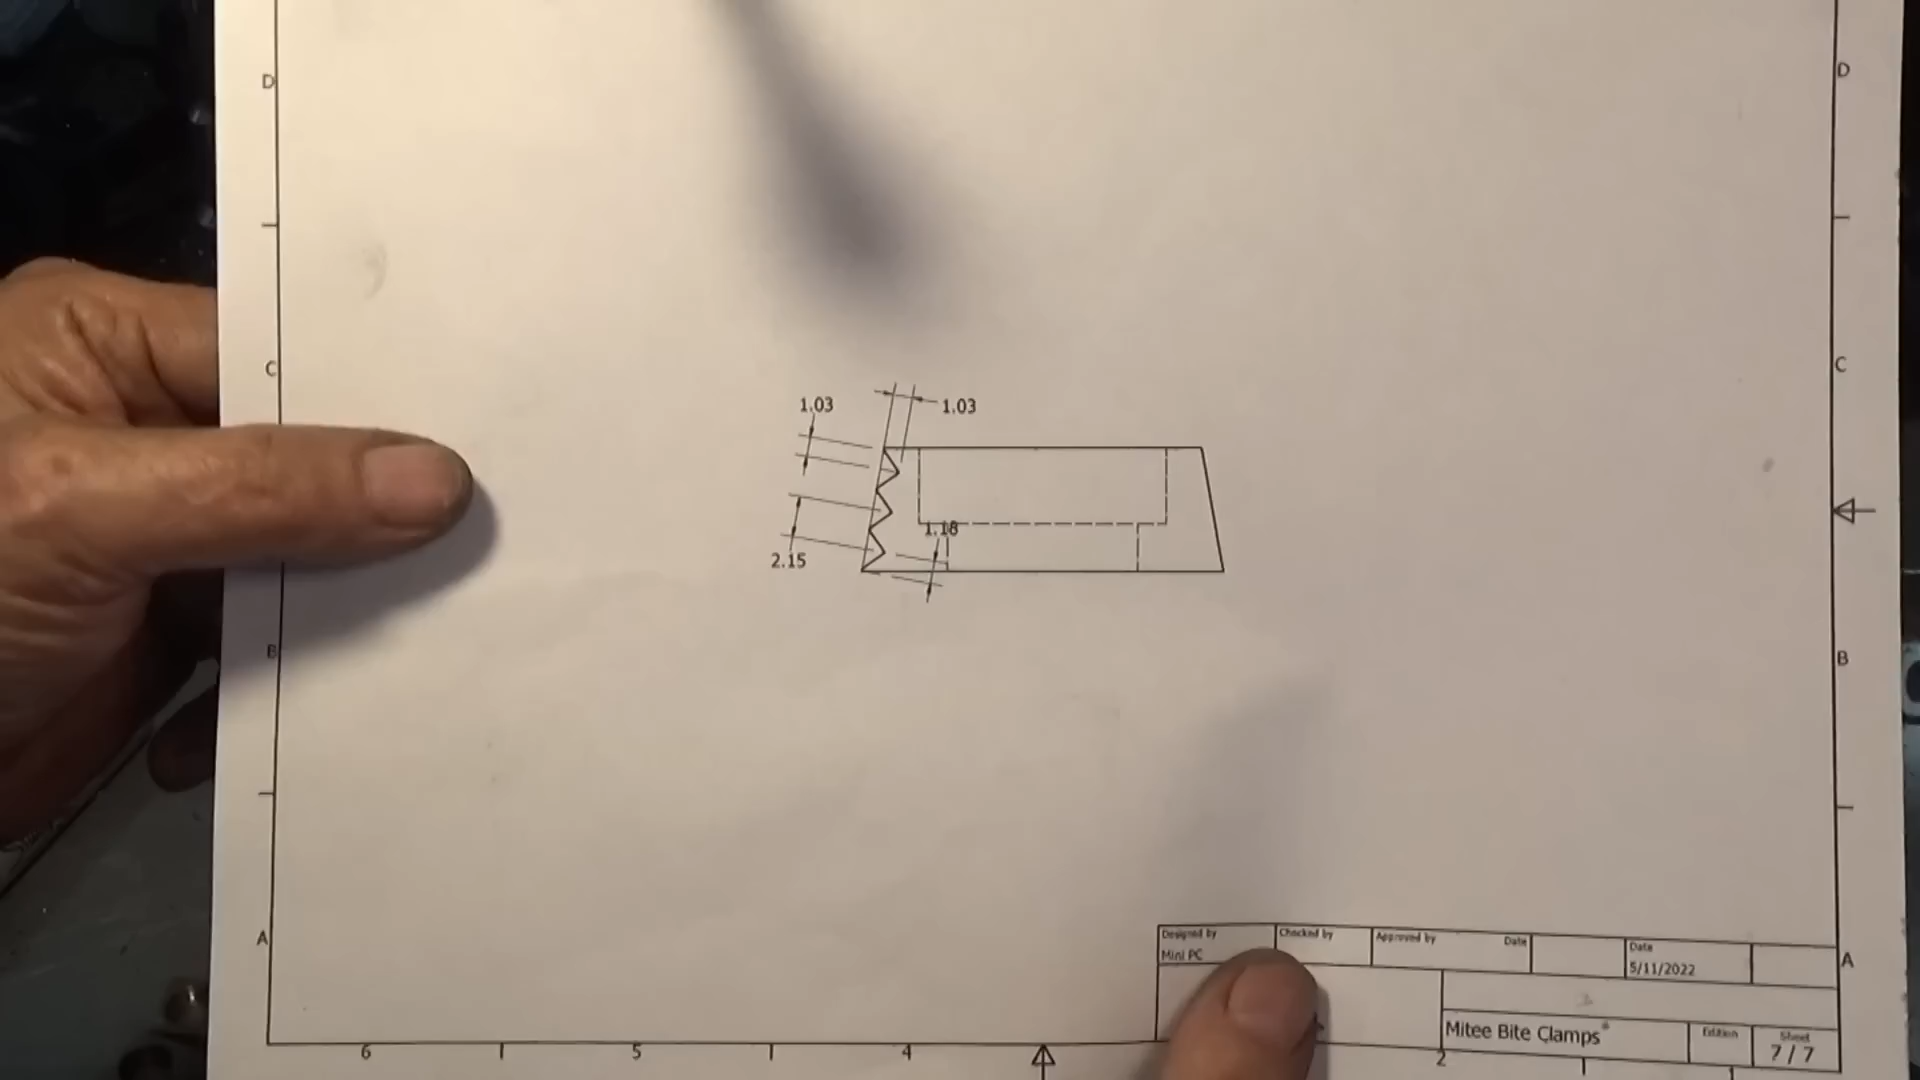 D
D
C
C
1.03
1.03
1.18
2.15
B
B
A
A
Designed by
Mini PC
Checked by
Approved by
Date
Date
5/11/2022
Mitee Bite Clamps
Edition
Sheet
7 / 7
6
5
4
2
1